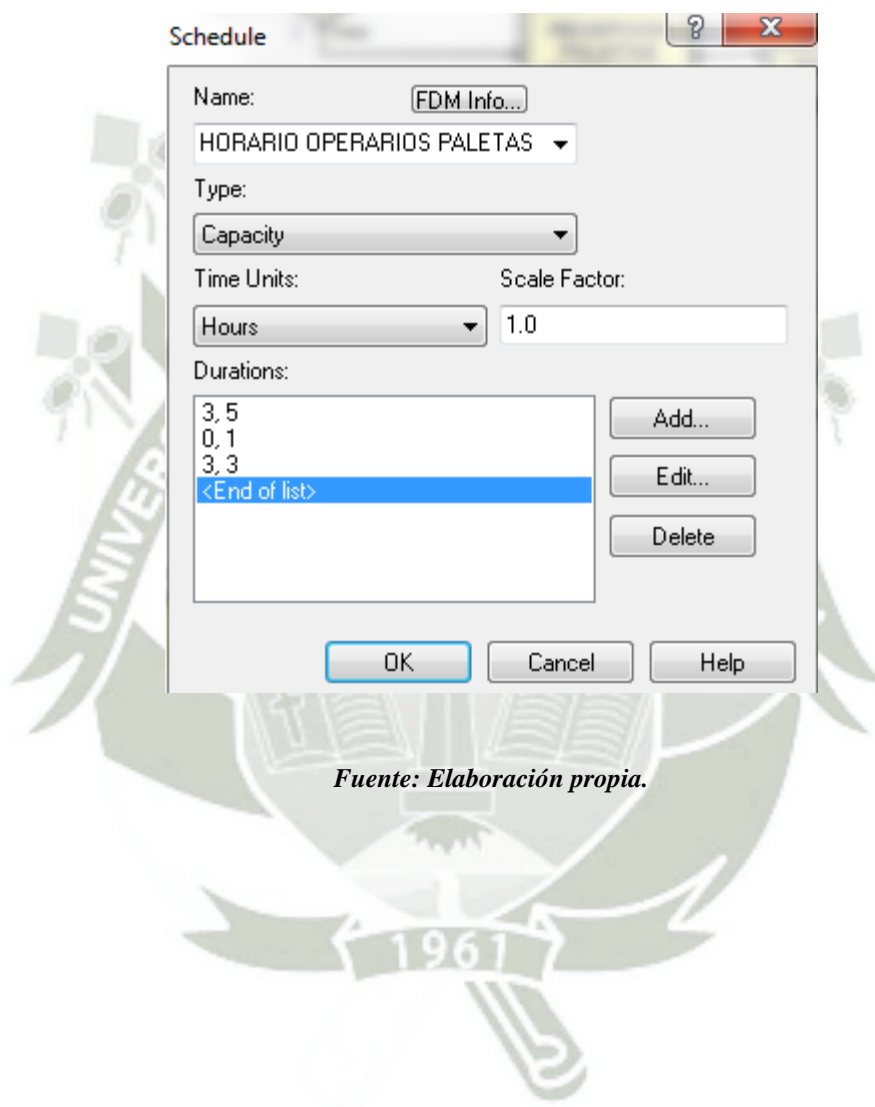 Schedule
Name:
FDM Info...
HORARIO OPERARIOS PALETAS
Type:
Capacity
Time Units: Scale Factor:
Hours 1.0
Durations:
3, 5
0, 1
3, 3
<End of list>
Add...
Edit...
Delete
OK Cancel Help
Fuente: Elaboración propia.
1961